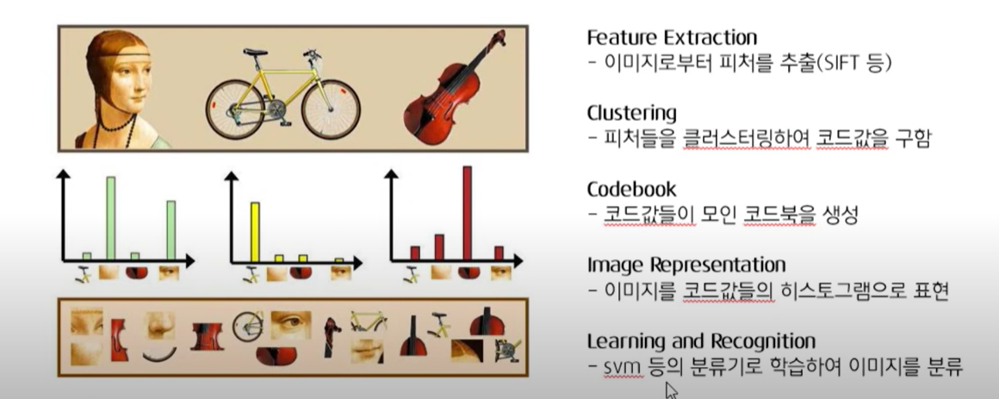 Feature Extraction
- 이미지로부터 피처를 추출(SIFT 등)
Clustering
- 피처들을 클러스터링하여 코드값을 구함
Codebook
- 코드값들이 모인 코드북을 생성
Image Representation
- 이미지를 코드값들의 히스토그램으로 표현
Learning and Recognition
- svm 등의 분류기로 학습하여 이미지를 분류